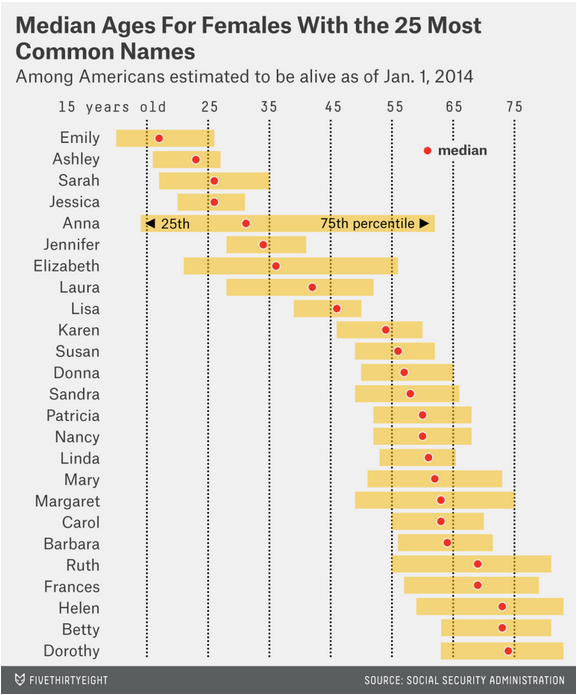 Median Ages For Females With the 25 Most
Common Names
Among Americans estimated to be alive as of Jan. 1, 2014
15 years old 25 35 45 55 65 75
Emily
median
Ashley
Sarah
Jessica
Anna ◀ 25th 75th percentile ▶
Jennifer
Elizabeth
Laura
Lisa
Karen
Susan
Donna
Sandra
Patricia
Nancy
Linda
Mary
Margaret
Carol
Barbara
Ruth
Frances
Helen
Betty
Dorothy
FIVETHIRTYEIGHT SOURCE: SOCIAL SECURITY ADMINISTRATION